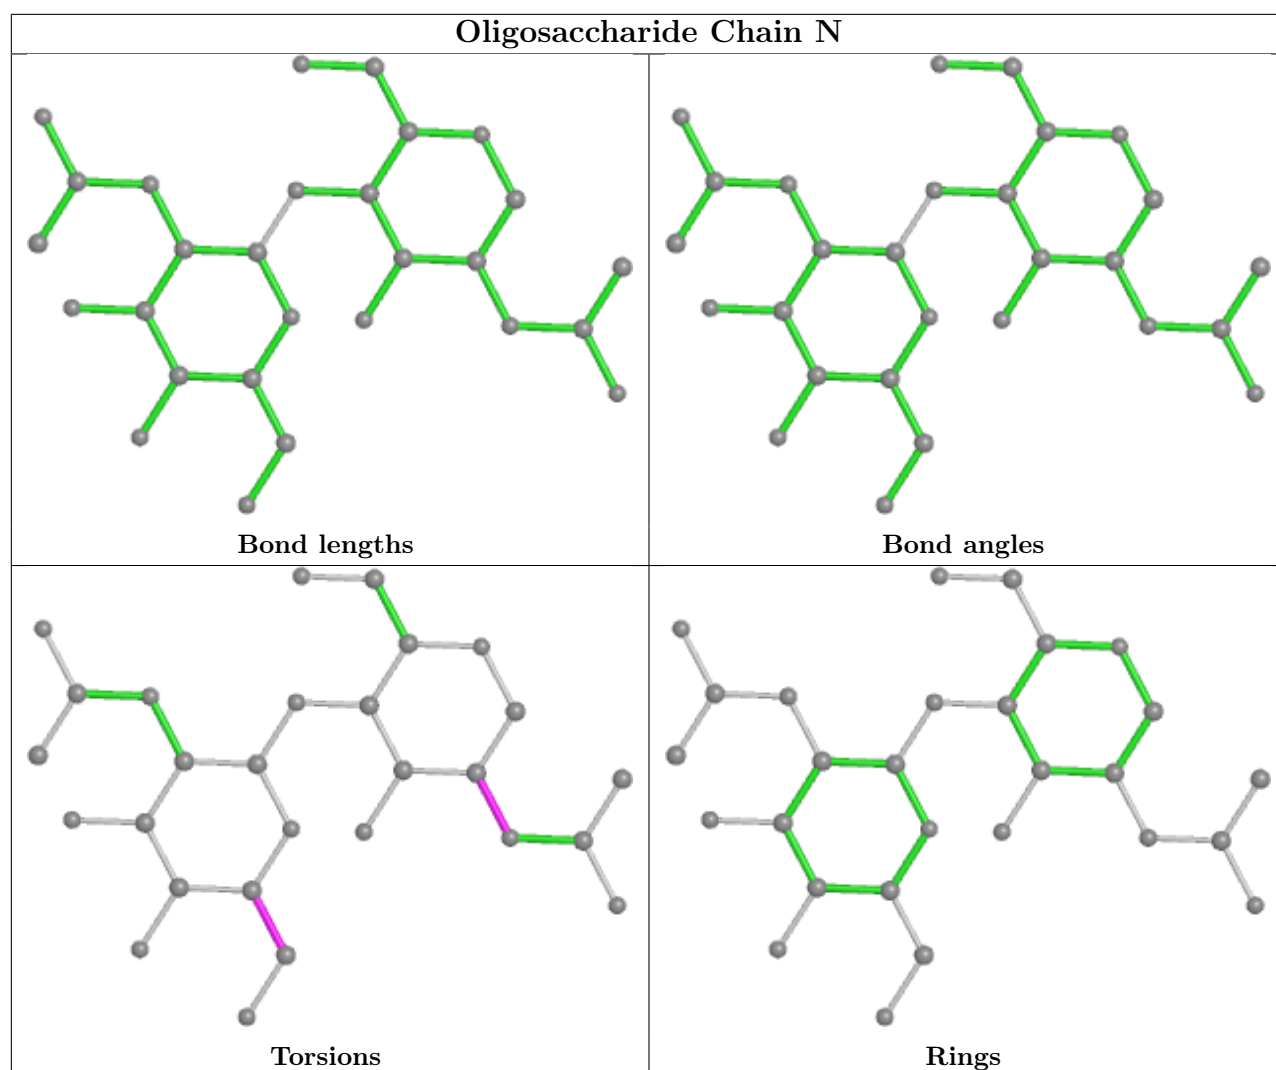 Oligosaccharide Chain N
Bond lengths
Bond angles
Torsions
Rings